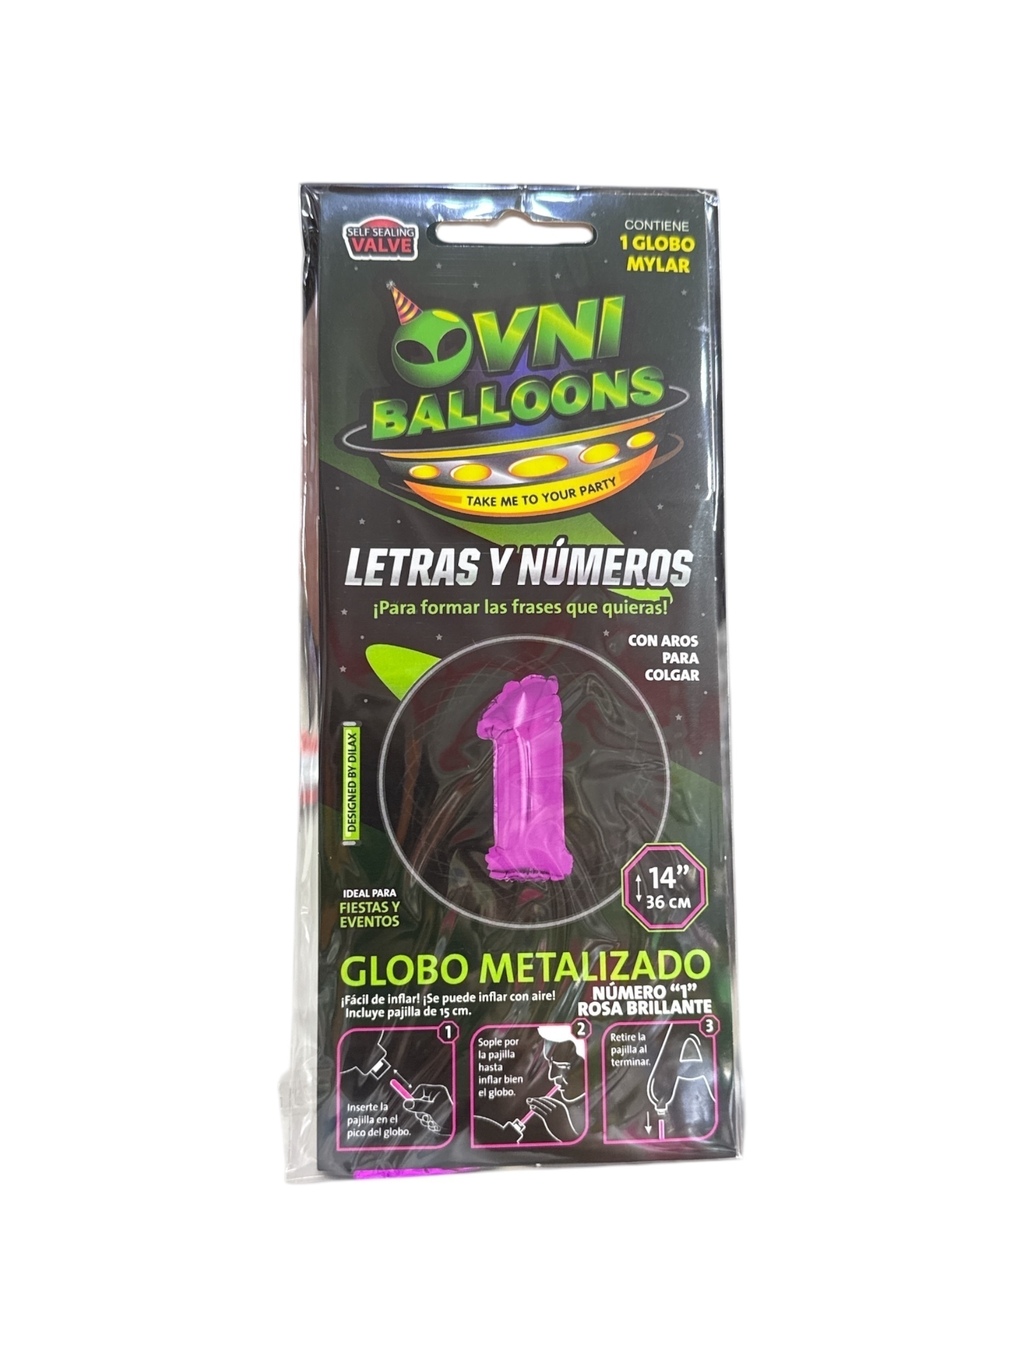 SELF SEALING
VALVE
CONTIENE
1 GLOBO
MYLAR
OVNI
BALLOONS
TAKE ME TO YOUR PARTY
LETRAS Y NÚMEROS
¡Para formar las frases que quieras!
CON AROS
PARA
COLGAR
DESIGNED BY DILAX
14”
36 CM
IDEAL PARA
FIESTAS Y
EVENTOS
GLOBO METALIZADO
¡Fácil de inflar! ¡Se puede inflar con aire!
Incluye pajilla de 15 cm.
NÚMERO “1”
ROSA BRILLANTE
1
Inserte la
pajilla en el
pico del globo.
2
Sople por
la pajilla
hasta
inflar bien
el globo.
3
Retire la
pajilla al
terminar.